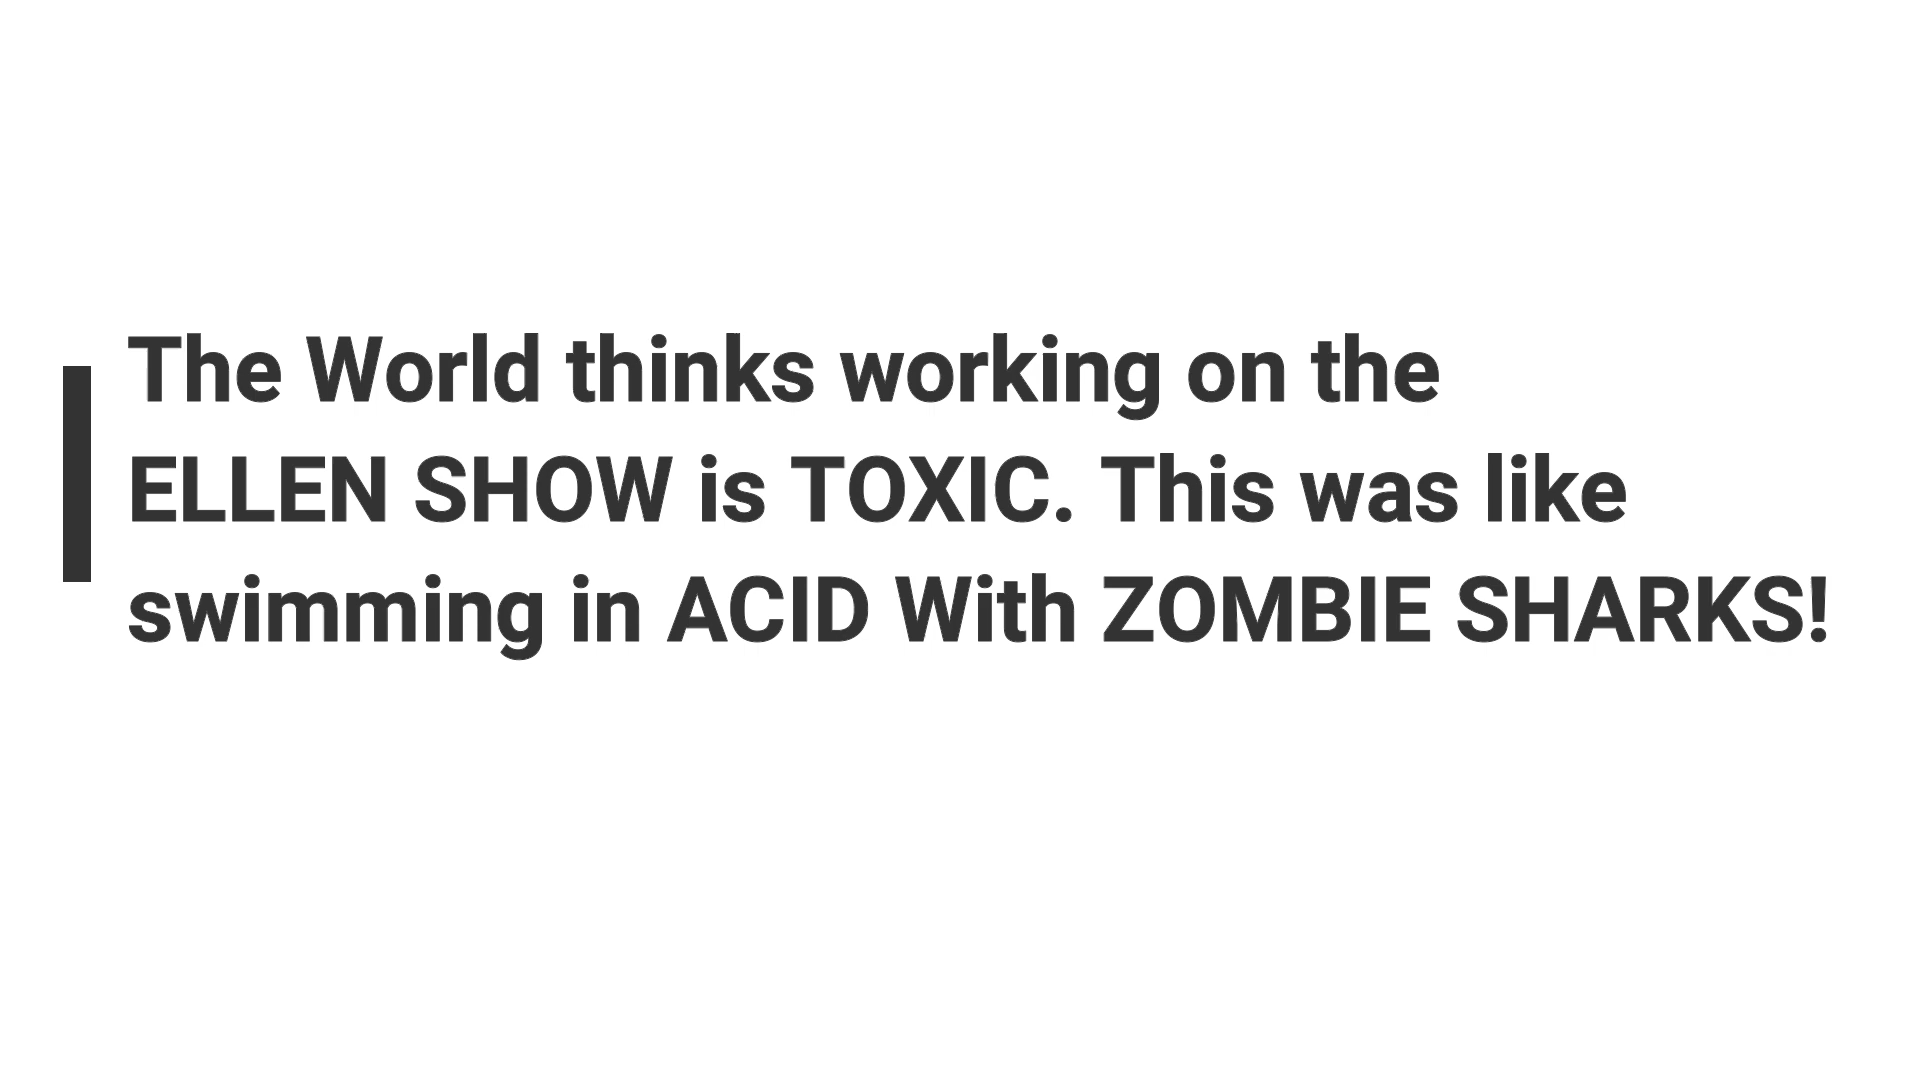 The World thinks working on the
ELLEN SHOW is TOXIC. This was like
swimming in ACID With ZOMBIE SHARKS!